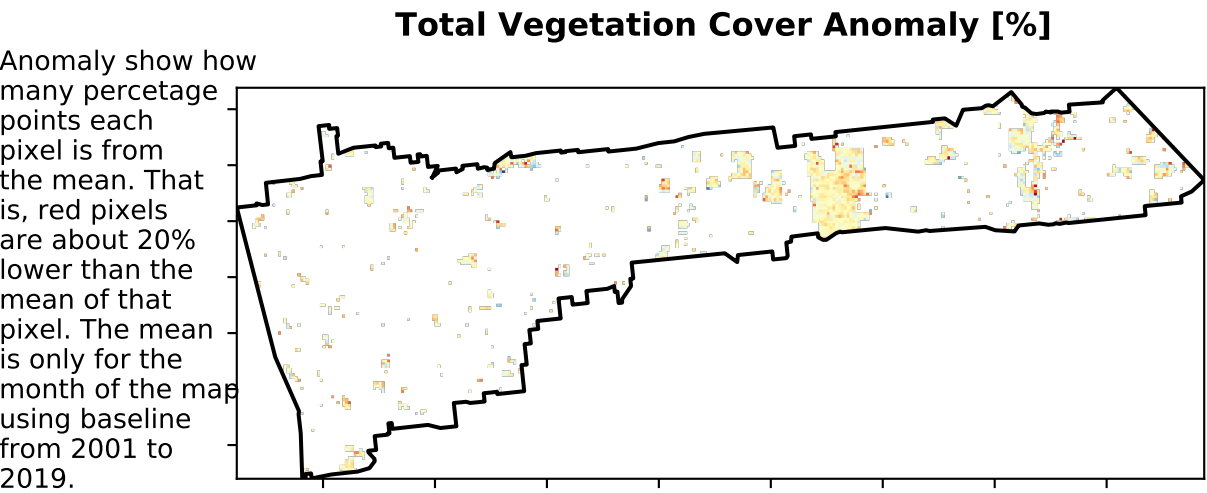 Total Vegetation Cover Anomaly [%]
Anomaly show how
many percetage
points each
pixel is from
the mean. That
is, red pixels
are about 20%
lower than the
mean of that
pixel. The mean
is only for the
month of the map
using baseline
from 2001 to
2019.